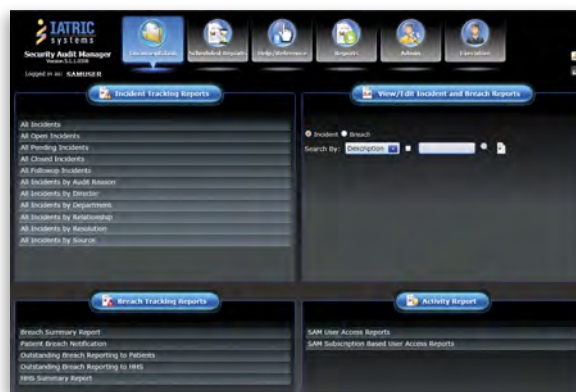 IATRIC
systems
Security Audit Manager
Logged in as: SAMUSER
Documentation
Scheduled Reports
Help/Reference
Reports
Admin
Executive
Incident Tracking Reports
All Incidents
All Open Incidents
All Pending Incidents
All Closed Incidents
All Followup Incidents
All Incidents by Audit Reason
All Incidents by Director
All Incidents by Department
All Incidents by Relationship
All Incidents by Resolution
All Incidents by Source
View/Edit Incident and Breach Reports
Incident Breach
Search By: Description
Breach Tracking Reports
Breach Summary Report
Patient Breach Notification
Outstanding Breach Reporting to Patients
Outstanding Breach Reporting to HHS
HHS Summary Report
Activity Report
SAM User Access Reports
SAM Subscription Based User Access Reports